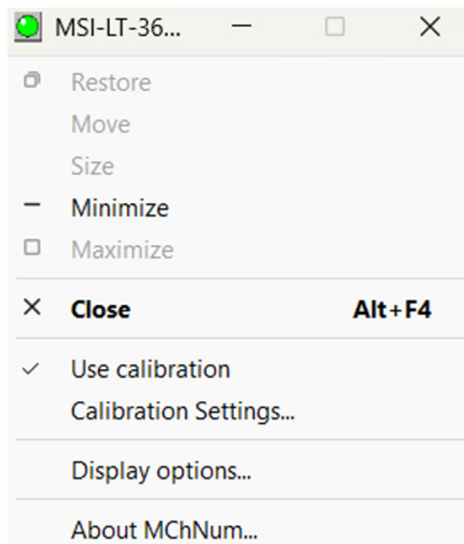 MSI-LT-36...
Restore
Move
Size
Minimize
Maximize
Close Alt+F4
Use calibration
Calibration Settings...
Display options...
About MChNum...